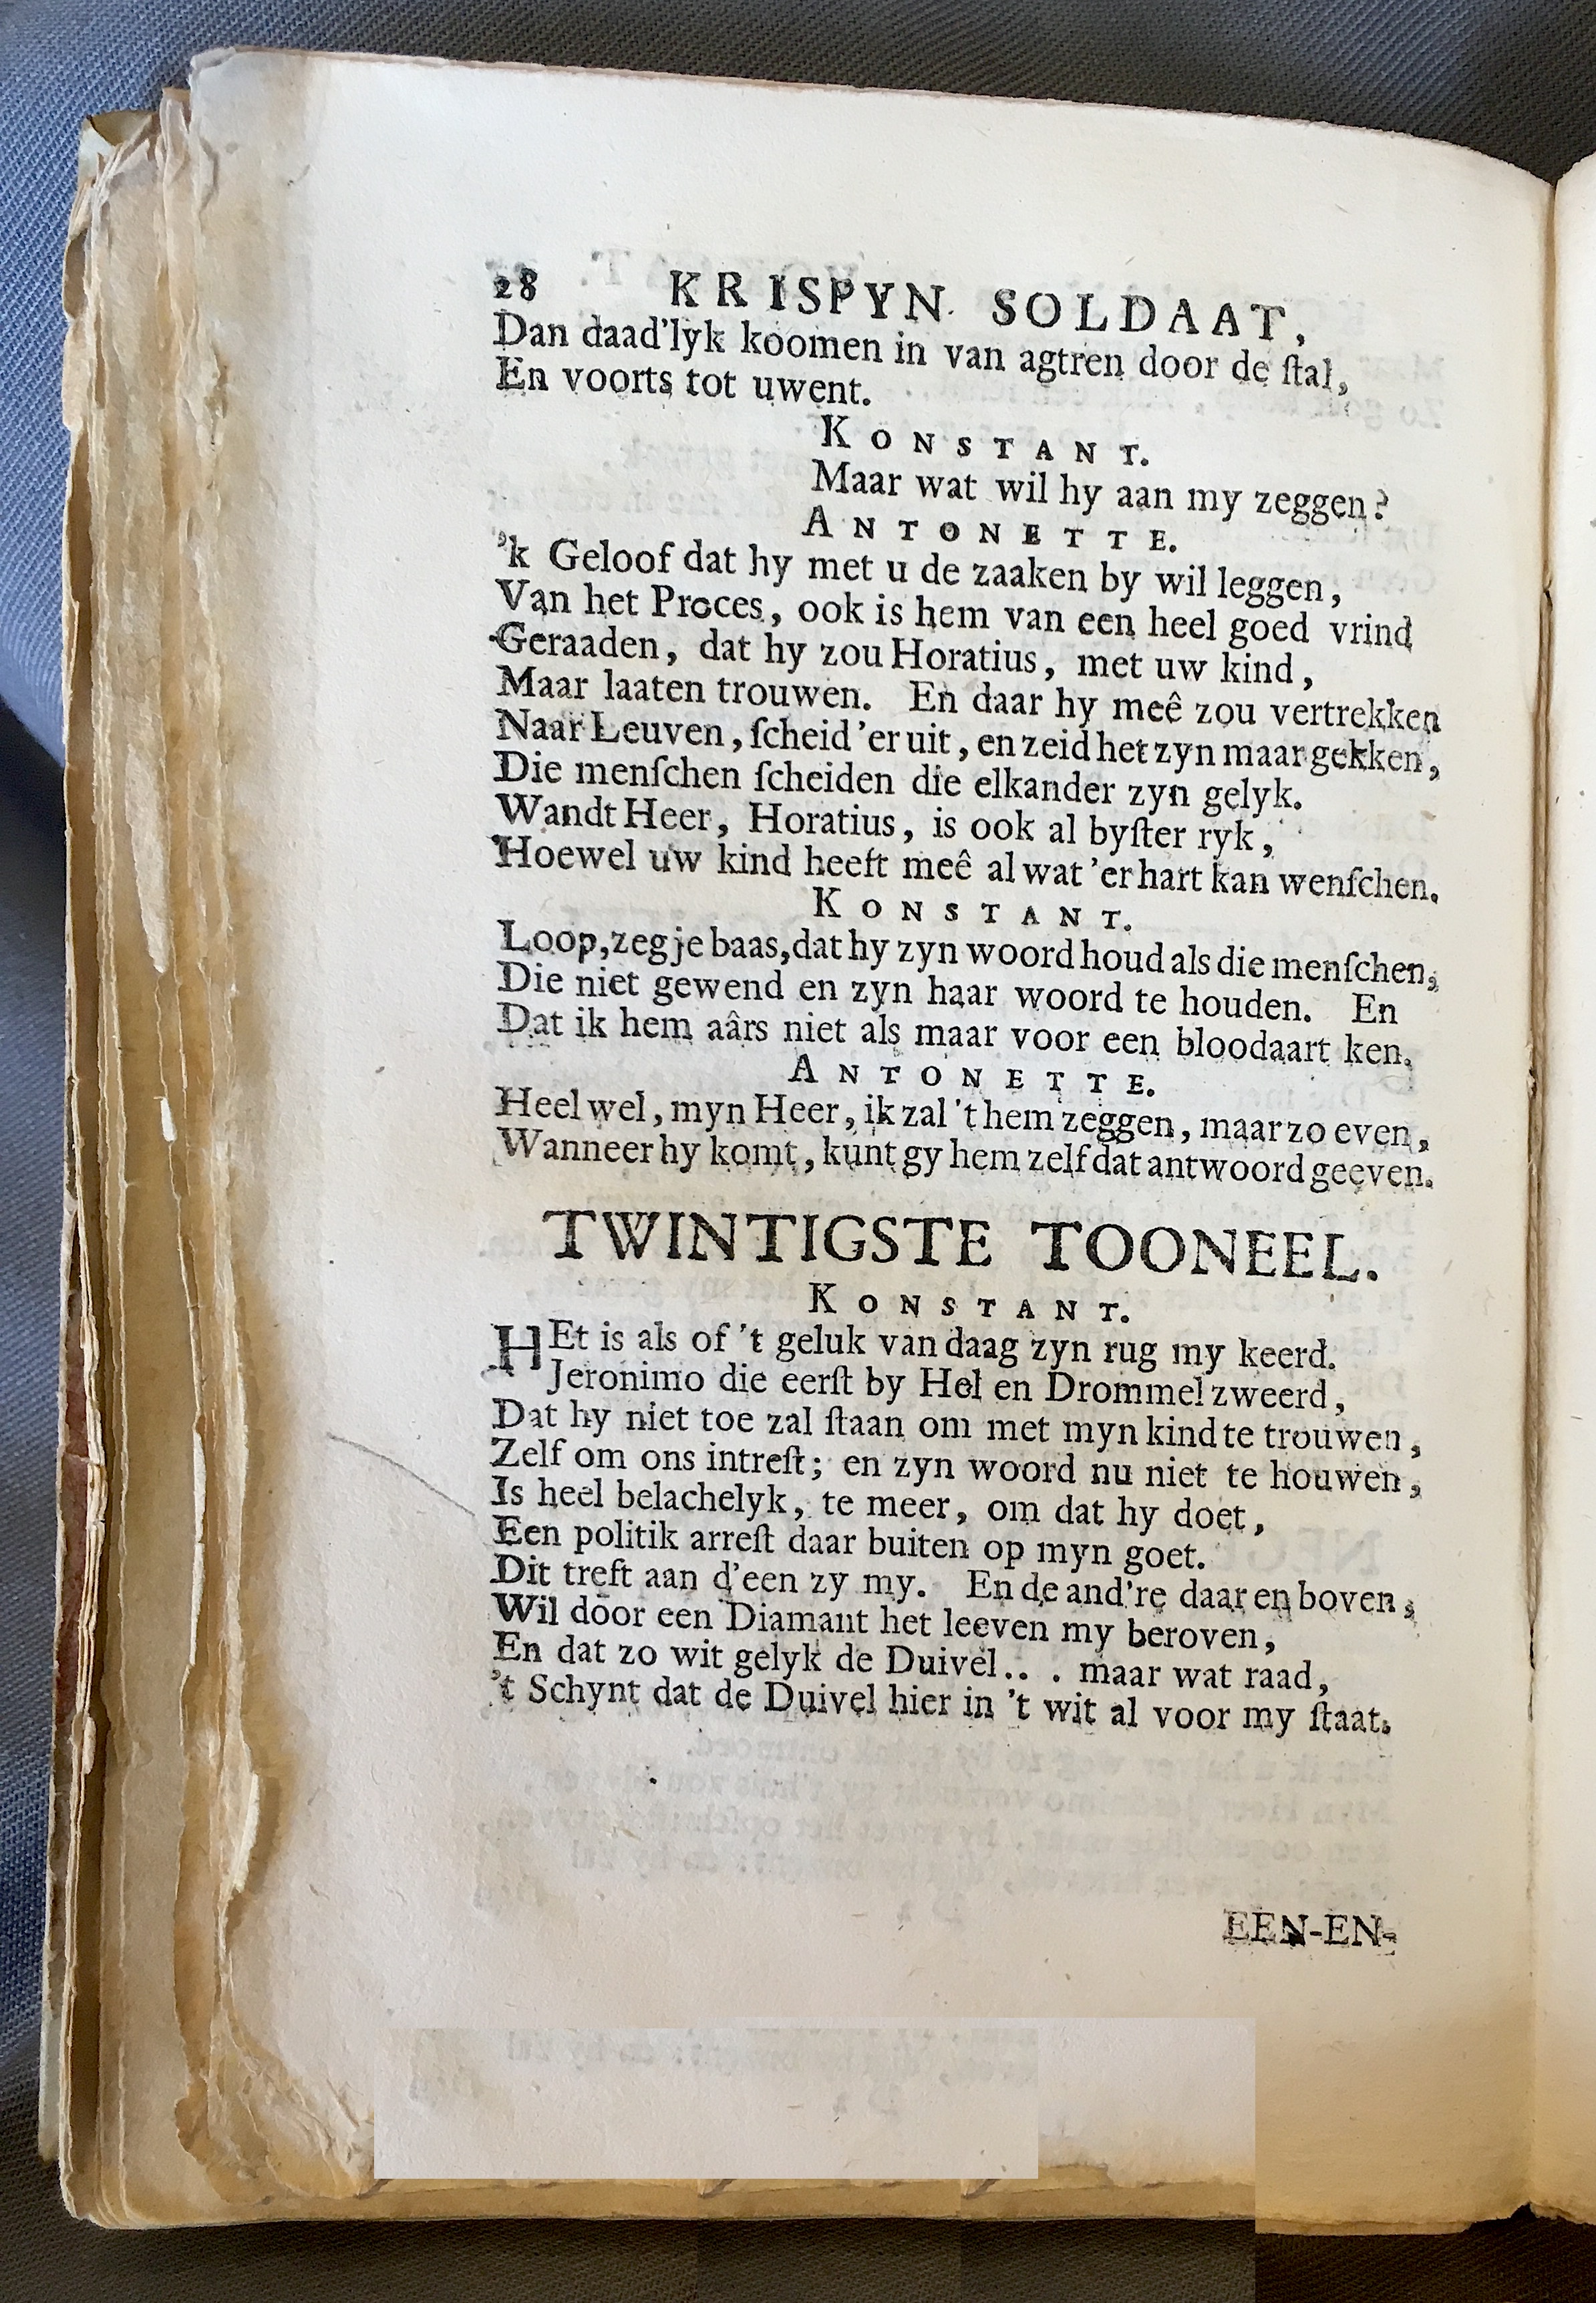 28 KRISPYN SOLDAAT,
Dan daad'lyk koomen in van agtren door de ſtal,
En voorts tot uwent.
KONSTANT.
Maar wat wil hy aan my zeggen?
ANTONETTE.
'k Geloof dat hy met u de zaaken by wil leggen,
Van het Proces, ook is hem van een heel goed vrind
Geraaden, dat hy zou Horatius, met uw kind,
Maar laaten trouwen. En daar hy meê zou vertrekken
Naar Leuven, ſcheid 'er uit, en zeid het zyn maar gekken,
Die menſchen ſcheiden die elkander zyn gelyk.
Wandt Heer, Horatius, is ook al byſter ryk,
Hoewel uw kind heeft meê al wat 'er hart kan wenſchen.
KONSTANT.
Loop, zeg je baas, dat hy zyn woord houd als die menſchen,
Die niet gewend en zyn haar woord te houden. En
Dat ik hem aârs niet als maar voor een bloodaart ken.
ANTONETTE.
Heel wel, myn Heer, ik zal 't hem zeggen, maar zo even,
Wanneer hy komt, kunt gy hem zelf dat antwoord geeven.
TWINTIGSTE TOONEEL.
KONSTANT.
HEt is als of 't geluk van daag zyn rug my keerd.
Jeronimo die eerſt by Hel en Drommel zweerd,
Dat hy niet toe zal ſtaan om met myn kind te trouwen,
Zelf om ons intreſt; en zyn woord nu niet te houwen,
Is heel belachelyk, te meer, om dat hy doet,
Een politik arreſt daar buiten op myn goet.
Dit treft aan d'een zy my. En de and're daar en boven,
Wil door een Diamant het leeven my beroven,
En dat zo wit gelyk de Duivel... maar wat raad,
't Schynt dat de Duivel hier in 't wit al voor my ſtaat.
EEN-EN-